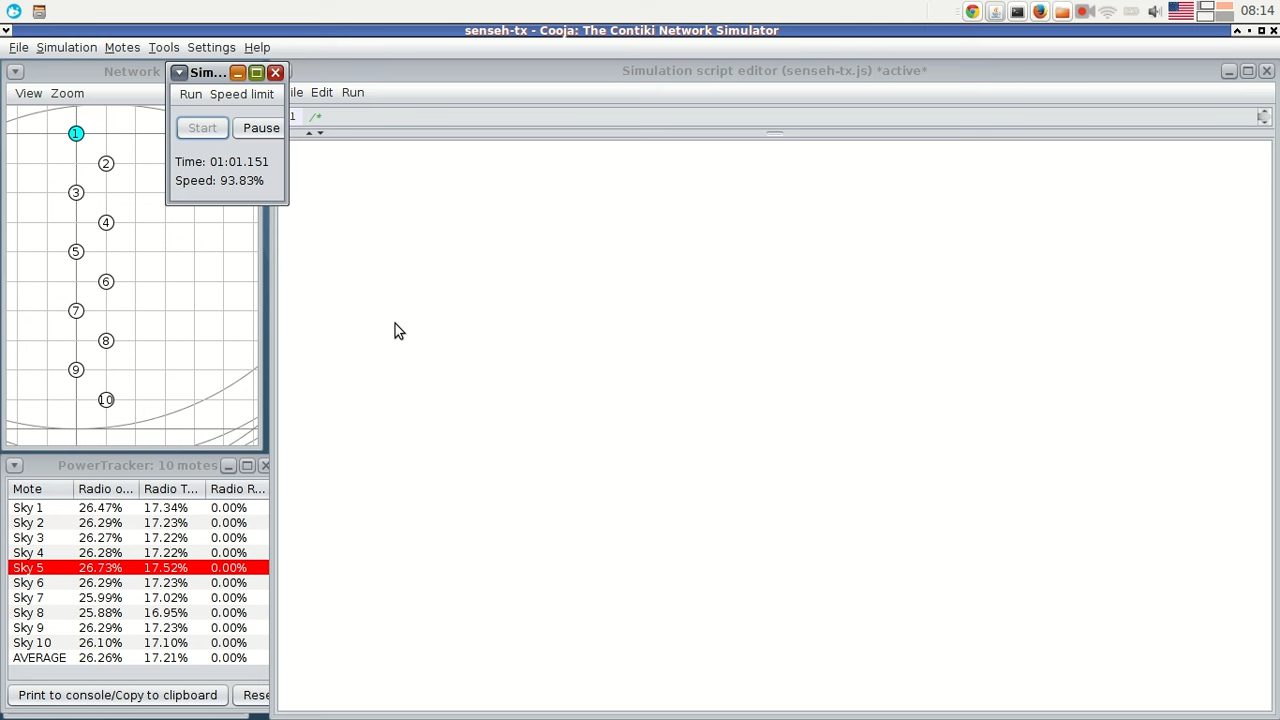 08:14
senseh-tx - Cooja: The Contiki Network Simulator
File Simulation Motes Tools Settings Help
Network
View Zoom
1
2
3
4
5
6
7
8
9
10
Sim...
Run Speed limit
Start Pause
Time: 01:01.151
Speed: 93.83%
Simulation script editor (senseh-tx.js) *active*
ile Edit Run
1 /*
PowerTracker: 10 motes
Mote Radio o... Radio T... Radio R...
Sky 1 26.47% 17.34% 0.00%
Sky 2 26.29% 17.23% 0.00%
Sky 3 26.27% 17.22% 0.00%
Sky 4 26.28% 17.22% 0.00%
Sky 5 26.73% 17.52% 0.00%
Sky 6 26.29% 17.23% 0.00%
Sky 7 25.99% 17.02% 0.00%
Sky 8 25.88% 16.95% 0.00%
Sky 9 26.29% 17.23% 0.00%
Sky 10 26.10% 17.10% 0.00%
AVERAGE 26.26% 17.21% 0.00%
Print to console/Copy to clipboard Rese